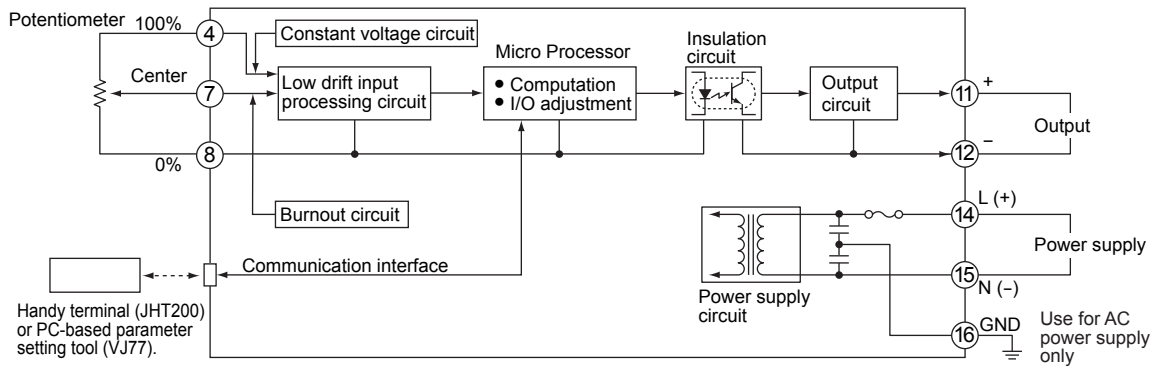 Potentiometer
100%
4
Constant voltage circuit
Center
7
Low drift input
processing circuit
Micro Processor
● Computation
● I/O adjustment
Insulation
circuit
Output
circuit
11
+
Output
12
−
0%
8
Burnout circuit
L (+)
14
Power supply
15
N (−)
Power supply
circuit
16
GND
Use for AC
power supply
only
Communication interface
Handy terminal (JHT200)
or PC-based parameter
setting tool (VJ77).